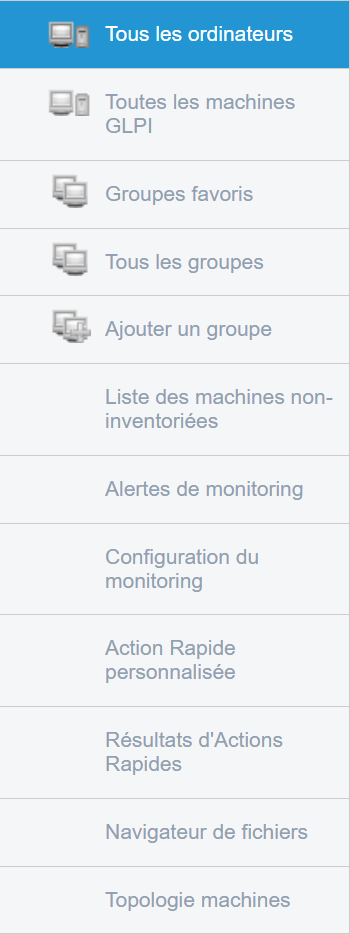 Tous les ordinateurs
Toutes les machines
GLPI
Groupes favoris
Tous les groupes
Ajouter un groupe
Liste des machines non-
inventoriées
Alertes de monitoring
Configuration du
monitoring
Action Rapide
personnalisée
Résultats d'Actions
Rapides
Navigateur de fichiers
Topologie machines